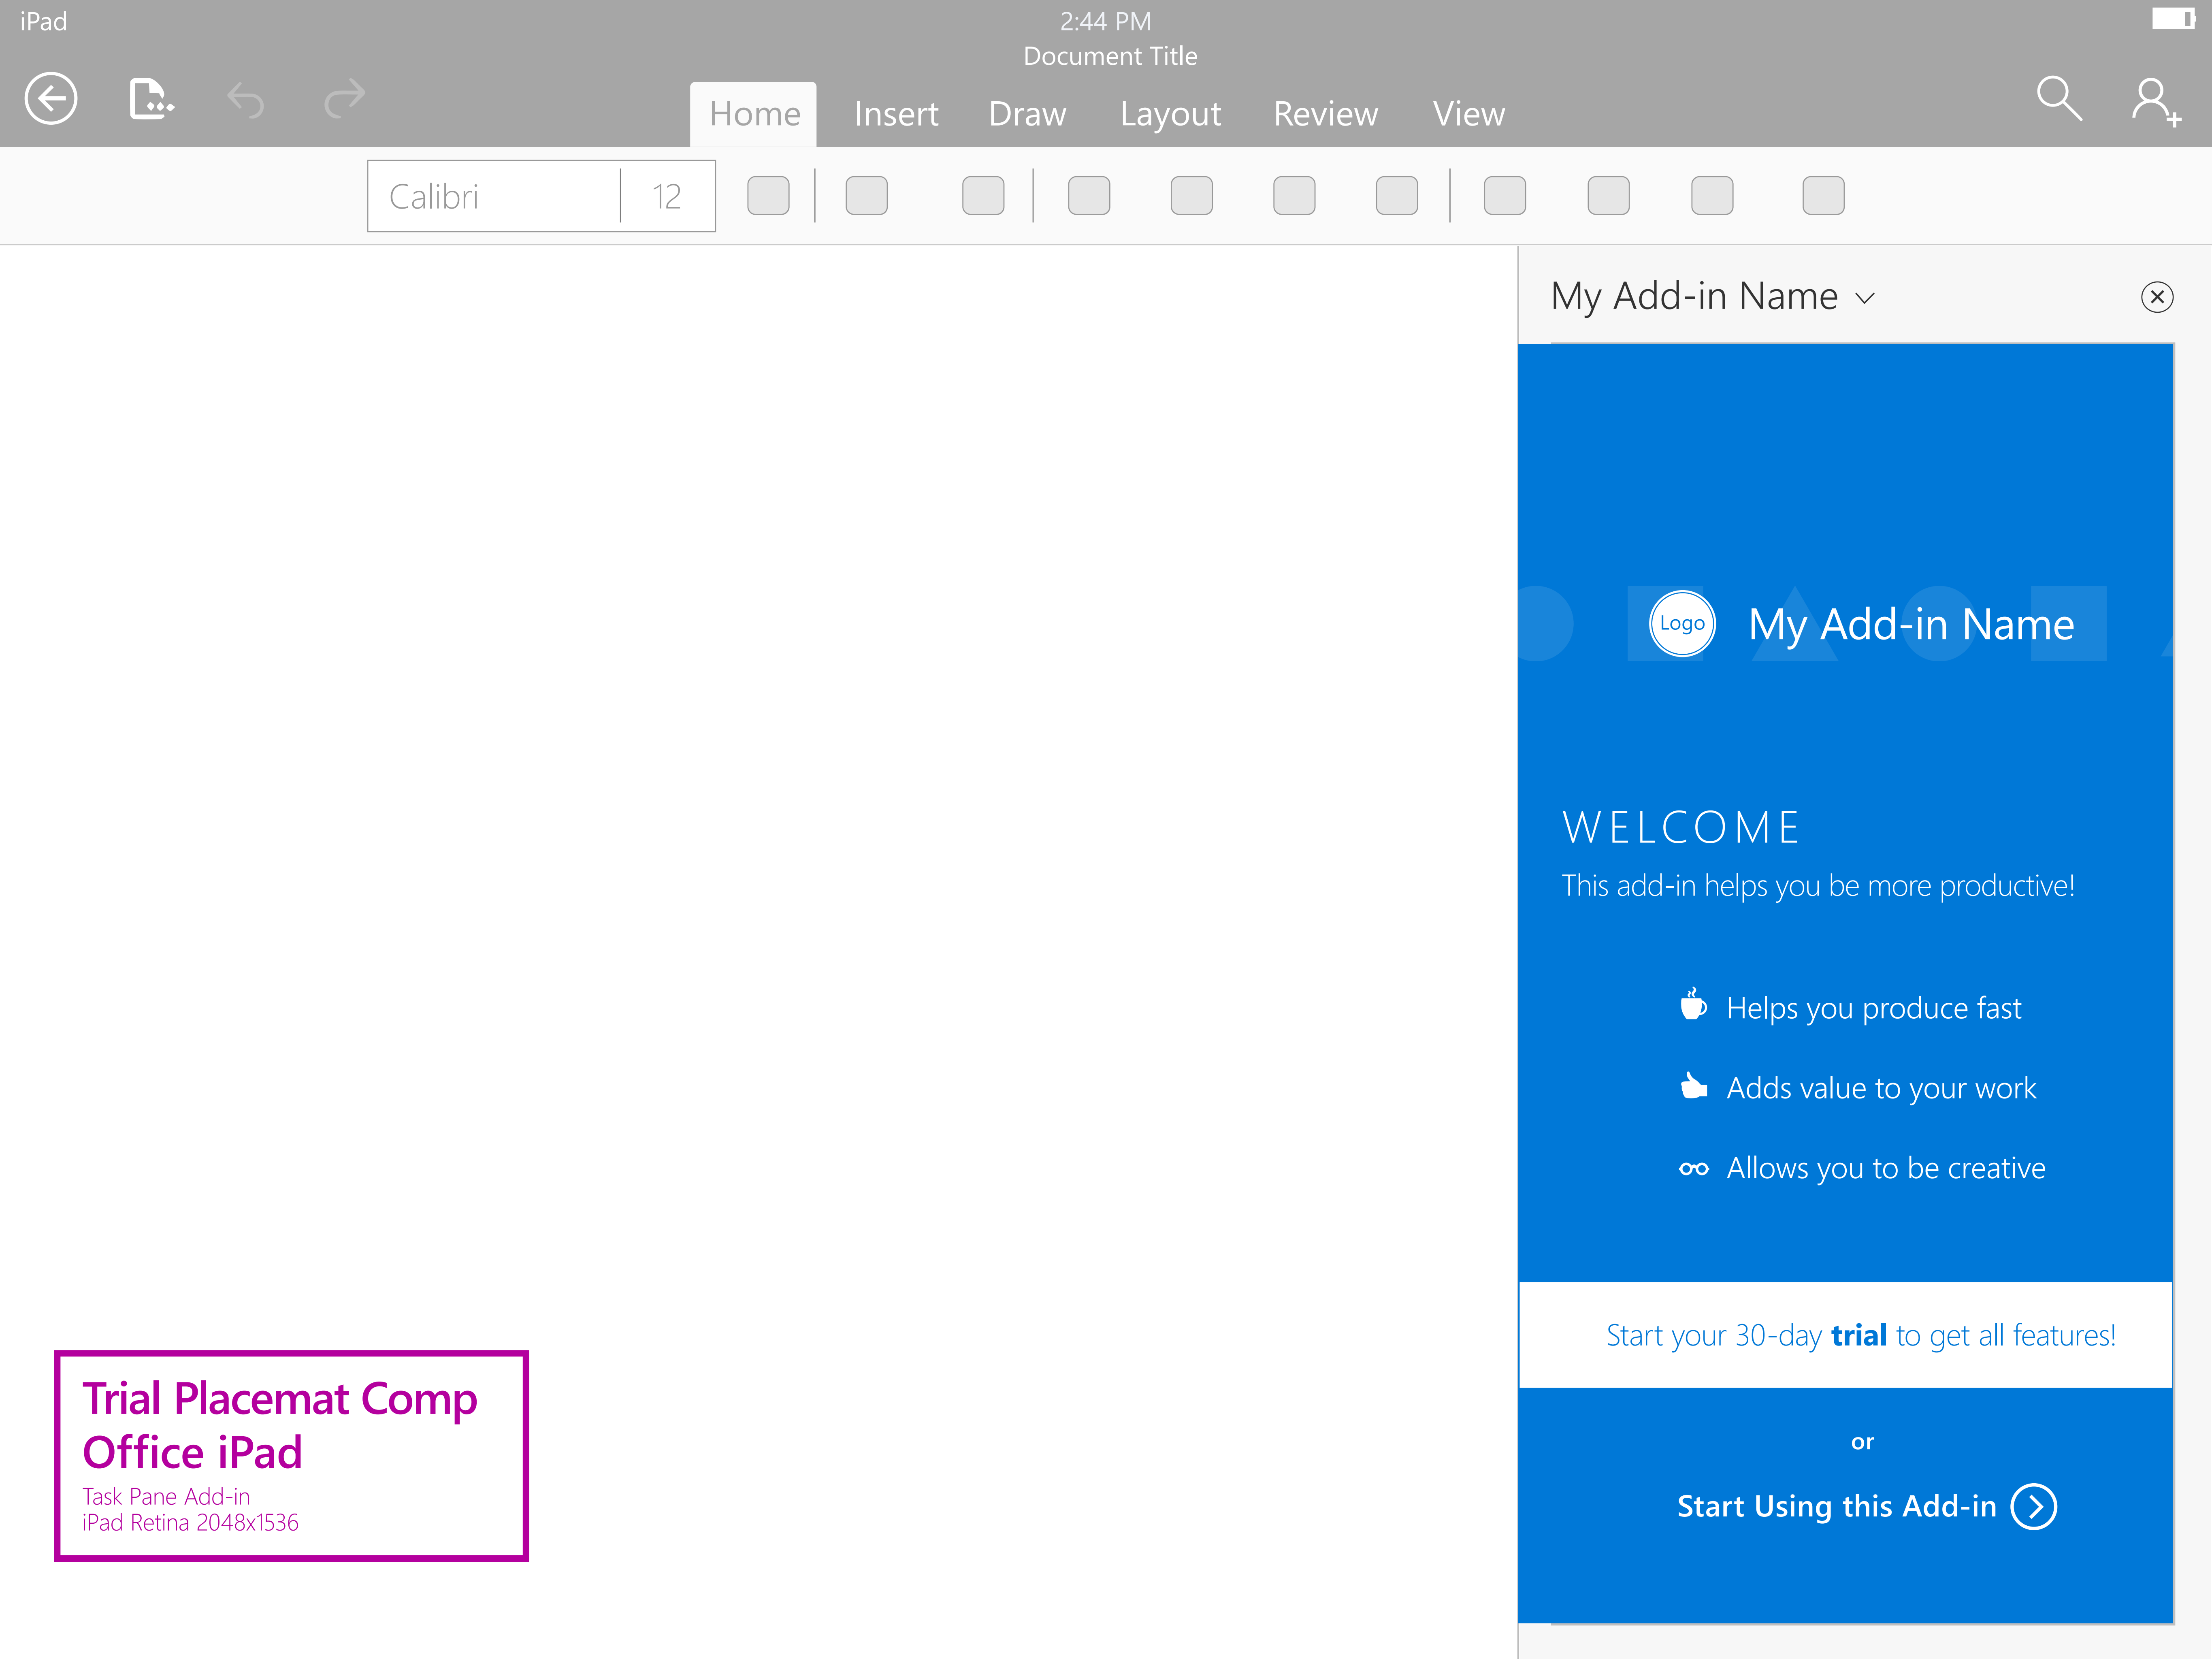 iPad
2:44 PM
Document Title
Home Insert Draw Layout Review View
Calibri 12
My Add-in Name
Logo My Add-in Name
WELCOME
This add-in helps you be more productive!
Helps you produce fast
Adds value to your work
Allows you to be creative
Start your 30-day trial to get all features!
or
Start Using this Add-in
Trial Placemat Comp
Office iPad
Task Pane Add-in
iPad Retina 2048x1536